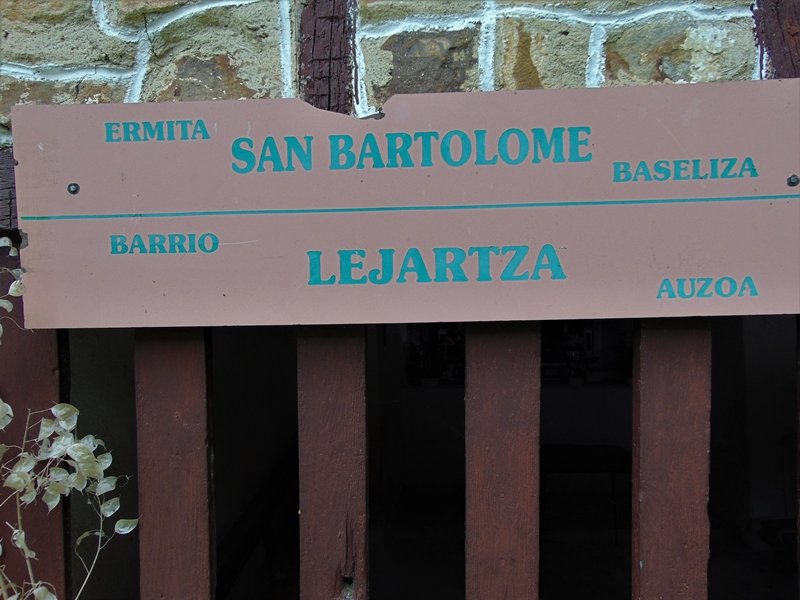 ERMITA SAN BARTOLOME BASELIZA
BARRIO LEJARTZA AUZOA